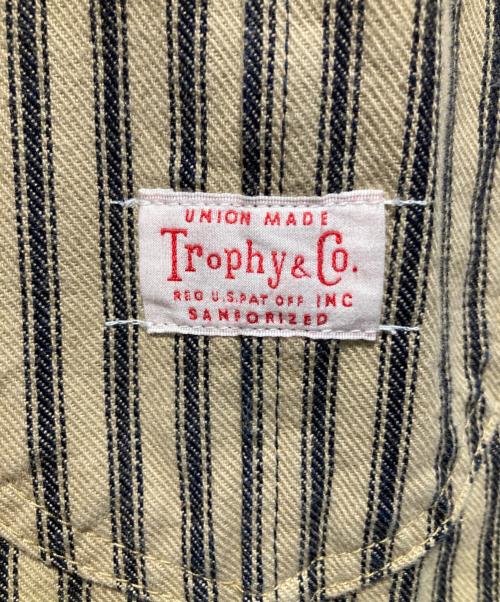 UNION MADE
Trophy & Co.
REG U.S.PAT OFF INC
SANFORIZED